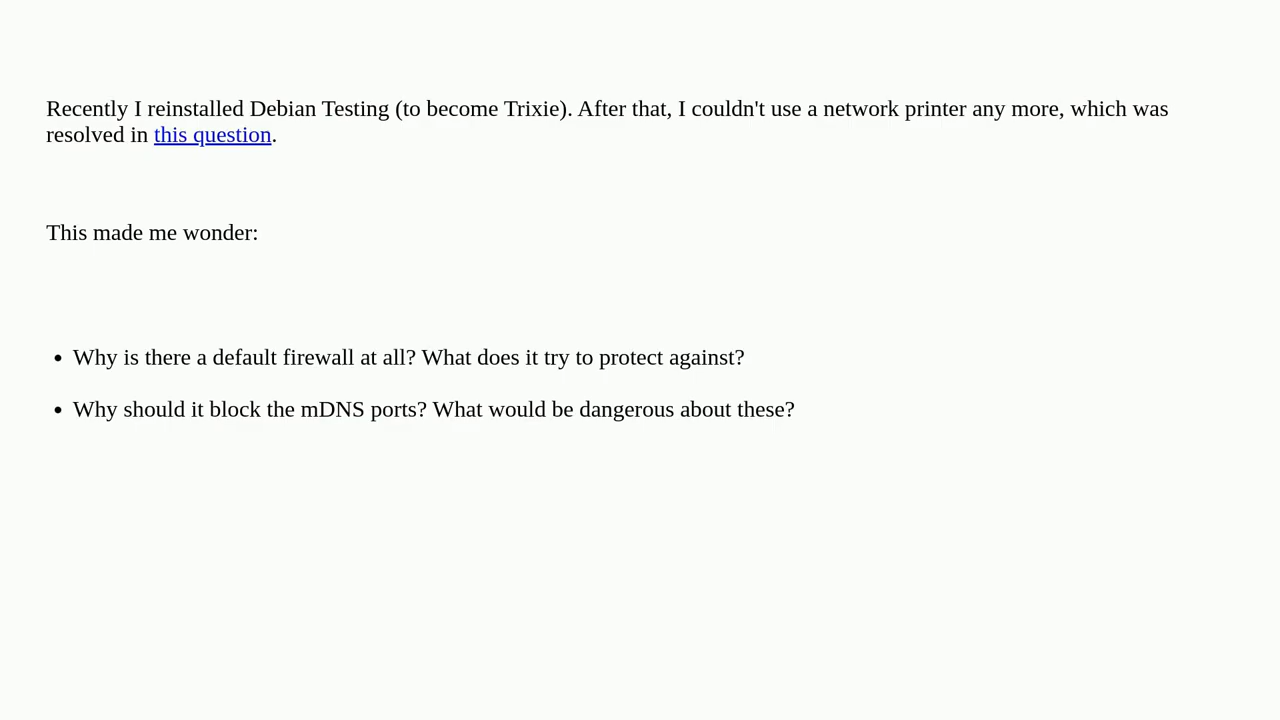 Recently I reinstalled Debian Testing (to become Trixie). After that, I couldn't use a network printer any more, which was
resolved in this question.
This made me wonder:
• Why is there a default firewall at all? What does it try to protect against?
• Why should it block the mDNS ports? What would be dangerous about these?